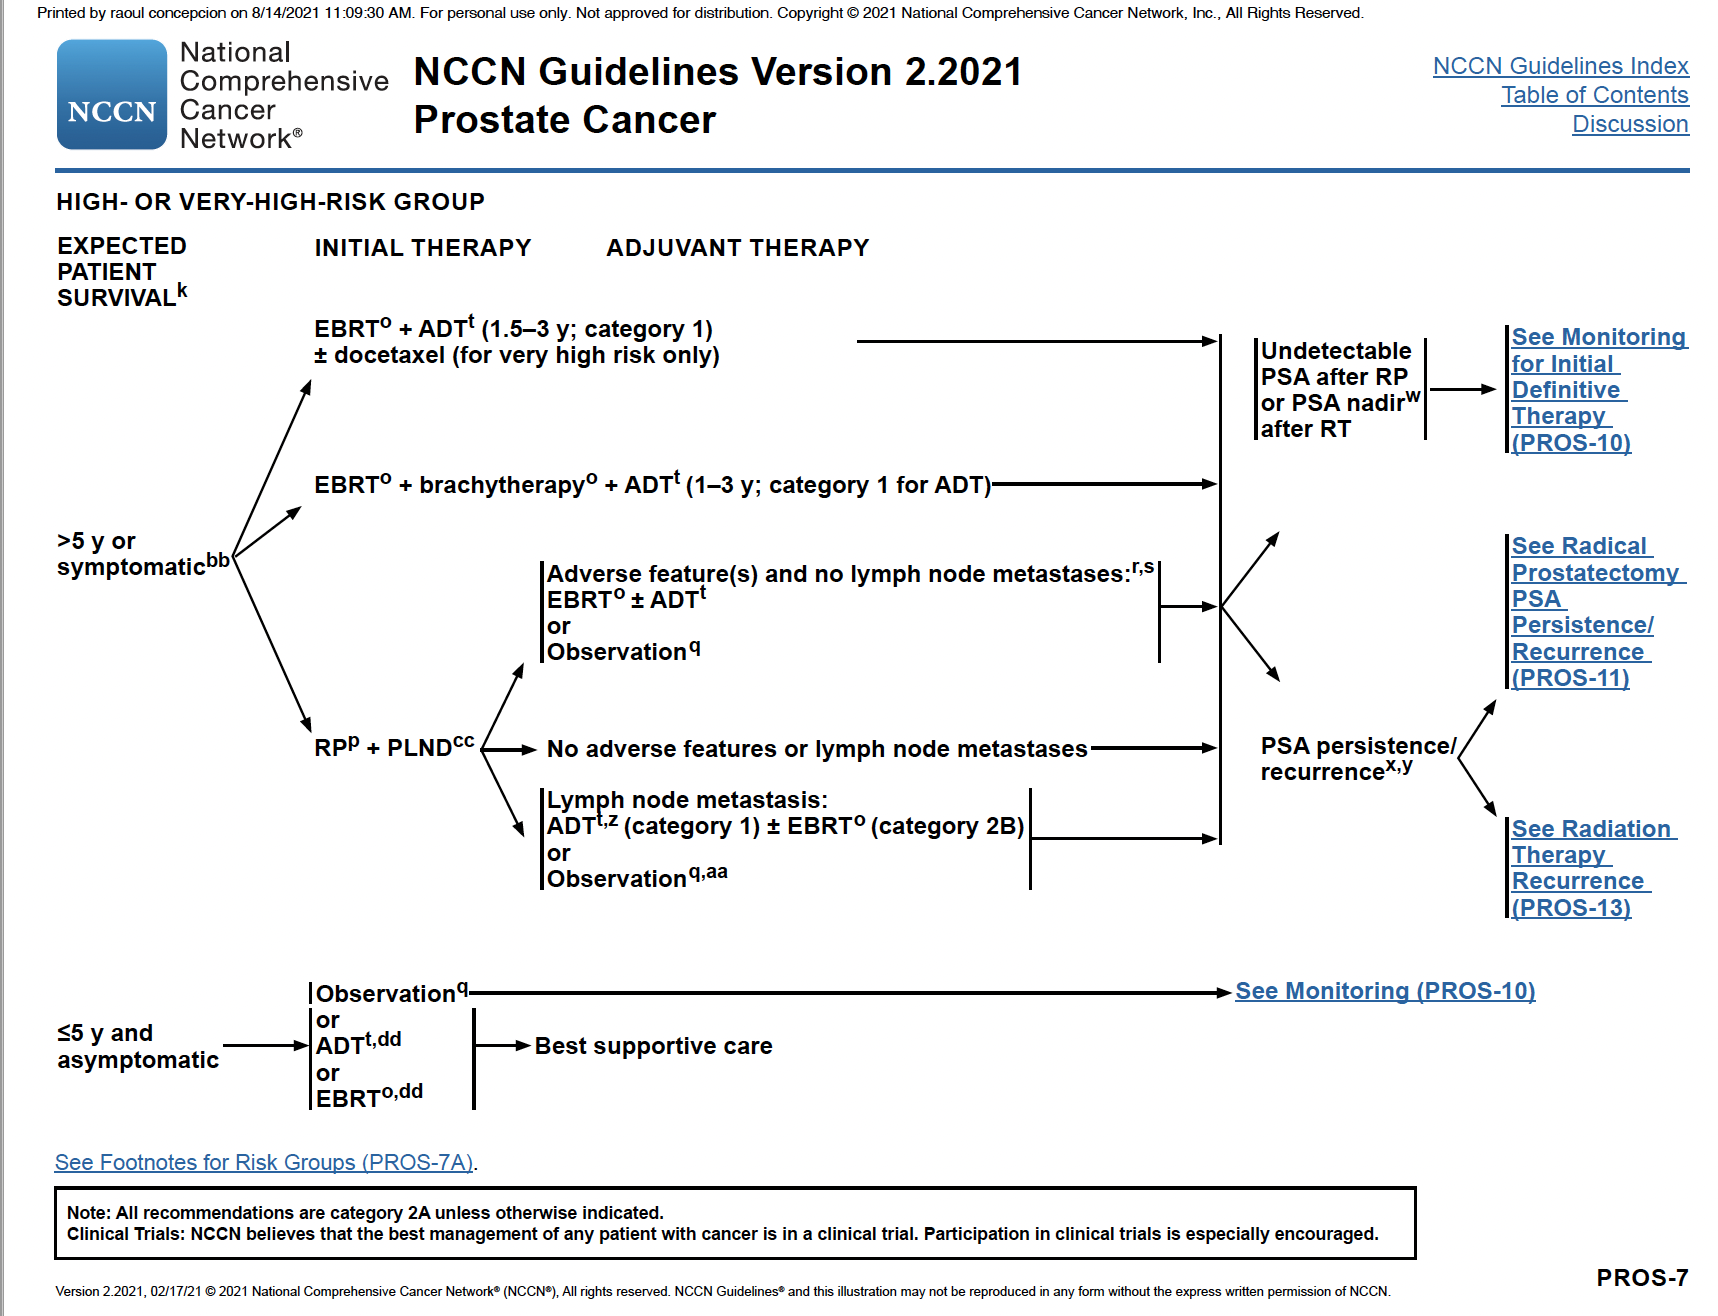 Printed by raoul concepcion on 8/14/2021 11:09:30 AM. For personal use only. Not approved for distribution. Copyright © 2021 National Comprehensive Cancer Network, Inc., All Rights Reserved.
NCCN
National
Comprehensive
Cancer
Network®
NCCN Guidelines Version 2.2021
Prostate Cancer
NCCN Guidelines Index
Table of Contents
Discussion
HIGH- OR VERY-HIGH-RISK GROUP
EXPECTED
PATIENT
SURVIVALk
INITIAL THERAPY
ADJUVANT THERAPY
EBRTo + ADTt (1.5–3 y; category 1)
± docetaxel (for very high risk only)
EBRTo + brachytherapyo + ADTt (1–3 y; category 1 for ADT)
>5 y or
symptomaticbb
Adverse feature(s) and no lymph node metastases:r,s
EBRTo ± ADTt
or
Observationq
RPp + PLNDcc
No adverse features or lymph node metastases
Lymph node metastasis:
ADTt,z (category 1) ± EBRTo (category 2B)
or
Observationq,aa
Undetectable
PSA after RP
or PSA nadirw
after RT
See Monitoring
for Initial
Definitive
Therapy
(PROS-10)
PSA persistence/
recurrencex,y
See Radical
Prostatectomy
PSA
Persistence/
Recurrence
(PROS-11)
See Radiation
Therapy
Recurrence
(PROS-13)
≤5 y and
asymptomatic
Observationq
or
ADTt,dd
or
EBRTo,dd
See Monitoring (PROS-10)
Best supportive care
See Footnotes for Risk Groups (PROS-7A).
Note: All recommendations are category 2A unless otherwise indicated.
Clinical Trials: NCCN believes that the best management of any patient with cancer is in a clinical trial. Participation in clinical trials is especially encouraged.
PROS-7
Version 2.2021, 02/17/21 © 2021 National Comprehensive Cancer Network® (NCCN®), All rights reserved. NCCN Guidelines® and this illustration may not be reproduced in any form without the express written permission of NCCN.